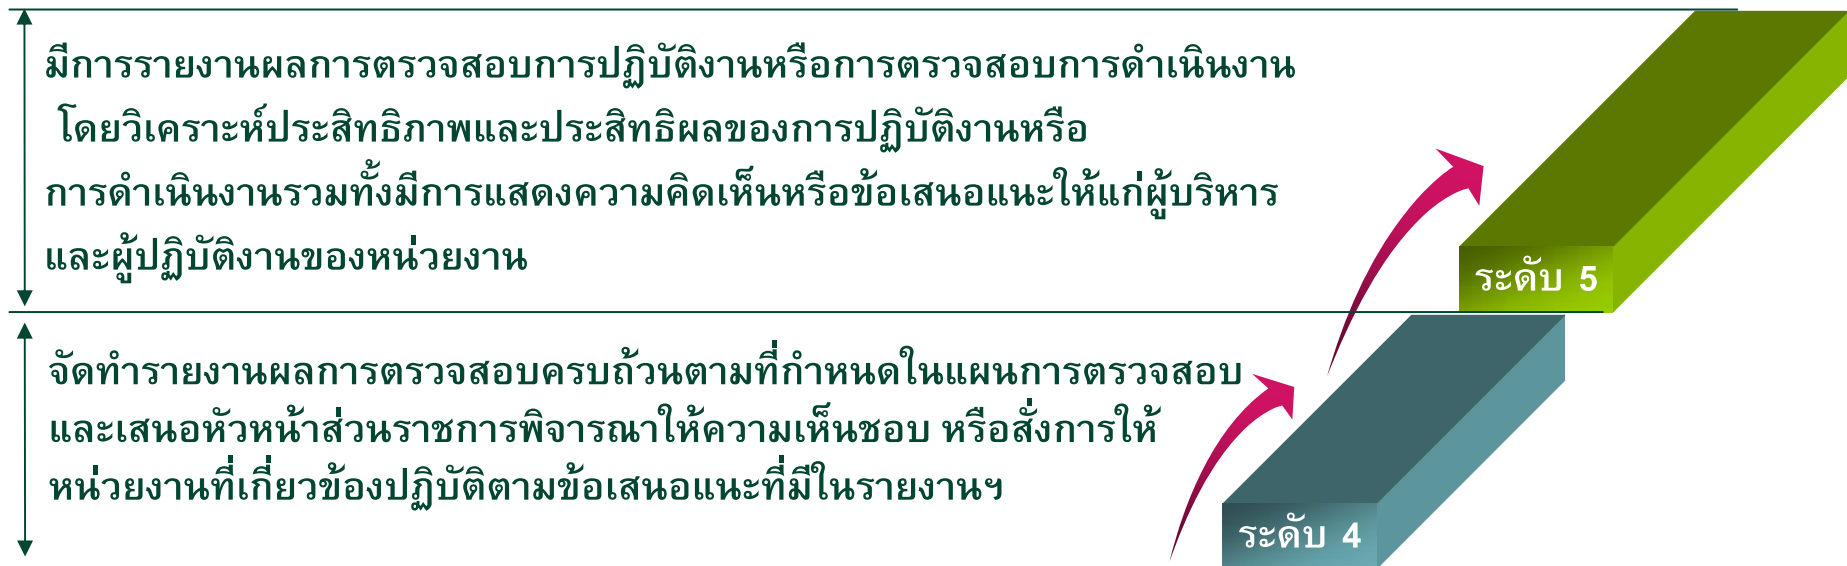 มีการรายงานผลการตรวจสอบการปฏิบัติงานหรือการตรวจสอบการดำเนินงาน
โดยวิเคราะห์ประสิทธิภาพและประสิทธิผลของการปฏิบัติงานหรือ
การดำเนินงานรวมทั้งมีการแสดงความคิดเห็นหรือข้อเสนอแนะให้แก่ผู้บริหาร
และผู้ปฏิบัติงานของหน่วยงาน
ระดับ 5
จัดทำรายงานผลการตรวจสอบครบถ้วนตามที่กำหนดในแผนการตรวจสอบ
และเสนอหัวหน้าส่วนราชการพิจารณาให้ความเห็นชอบ หรือสั่งการให้
หน่วยงานที่เกี่ยวข้องปฏิบัติตามข้อเสนอแนะที่มีในรายงานฯ
ระดับ 4